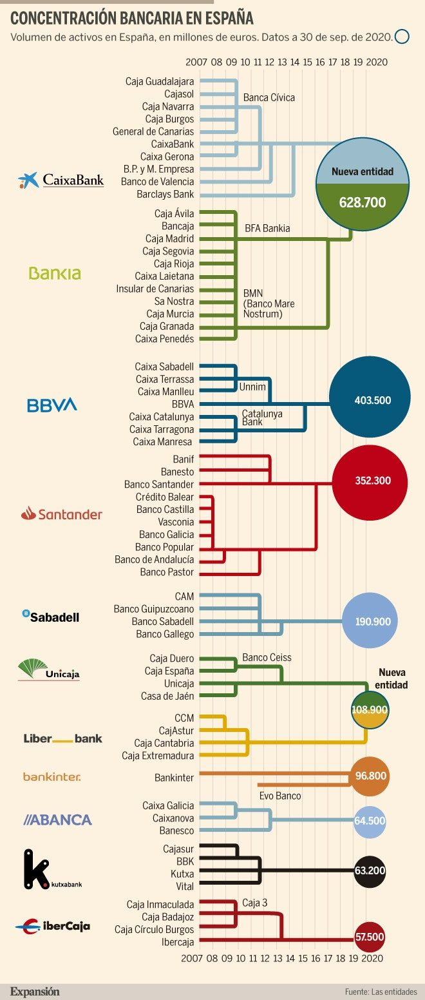 CONCENTRACIÓN BANCARIA EN ESPAÑA
Volumen de activos en España, en millones de euros. Datos a 30 de sep. de 2020.
2007 08 09 10 11 12 13 14 15 16 17 18 19 2020
Caja Guadalajara
Cajasol
Banca Cívica
Caja Navarra
Caja Burgos
General de Canarias
CaixaBank
Caixa Gerona
B.P. y M. Empresa
Banco de Valencia
Barclays Bank
CaixaBank
Nueva entidad
628.700
Caja Ávila
Bancaja
BFA Bankia
Caja Madrid
Caja Segovia
Caja Rioja
Caixa Laietana
Insular de Canarias
Sa Nostra
Caja Murcia
Caja Granada
Caixa Penedés
Bankia
BMN
(Banco Mare
Nostrum)
Caixa Sabadell
Caixa Terrassa
Caixa Manlleu
Unnim
BBVA
BBVA
403.500
Caixa Catalunya
Catalunya
Bank
Caixa Tarragona
Caixa Manresa
Banif
Banesto
Banco Santander
352.300
Crédito Balear
Banco Castilla
Santander
Vasconia
Banco Galicia
Banco Popular
Banco de Andalucía
Banco Pastor
CAM
Banco Guipuzcoano
B Sabadell
Banco Sabadell
190.900
Banco Gallego
Caja Duero
Banco Ceiss
Caja España
Unicaja
Unicaja
Casa de Jaén
Nueva
entidad
108.900
CCM
CajAstur
Liber bank
Caja Cantabria
Caja Extremadura
bankinter.
Bankinter
96.800
Evo Banco
Caixa Galicia
Caixanova
ABANCA
64.500
Banesco
Cajasur
BBK
Kutxa
63.200
Vital
k kutxabank
Caja Inmaculada
Caja 3
Caja Badajoz
iberCaja
Caja Círculo Burgos
Ibercaja
57.500
2007 08 09 10 11 12 13 14 15 16 17 18 19 2020
Expansión
Fuente: Las entidades